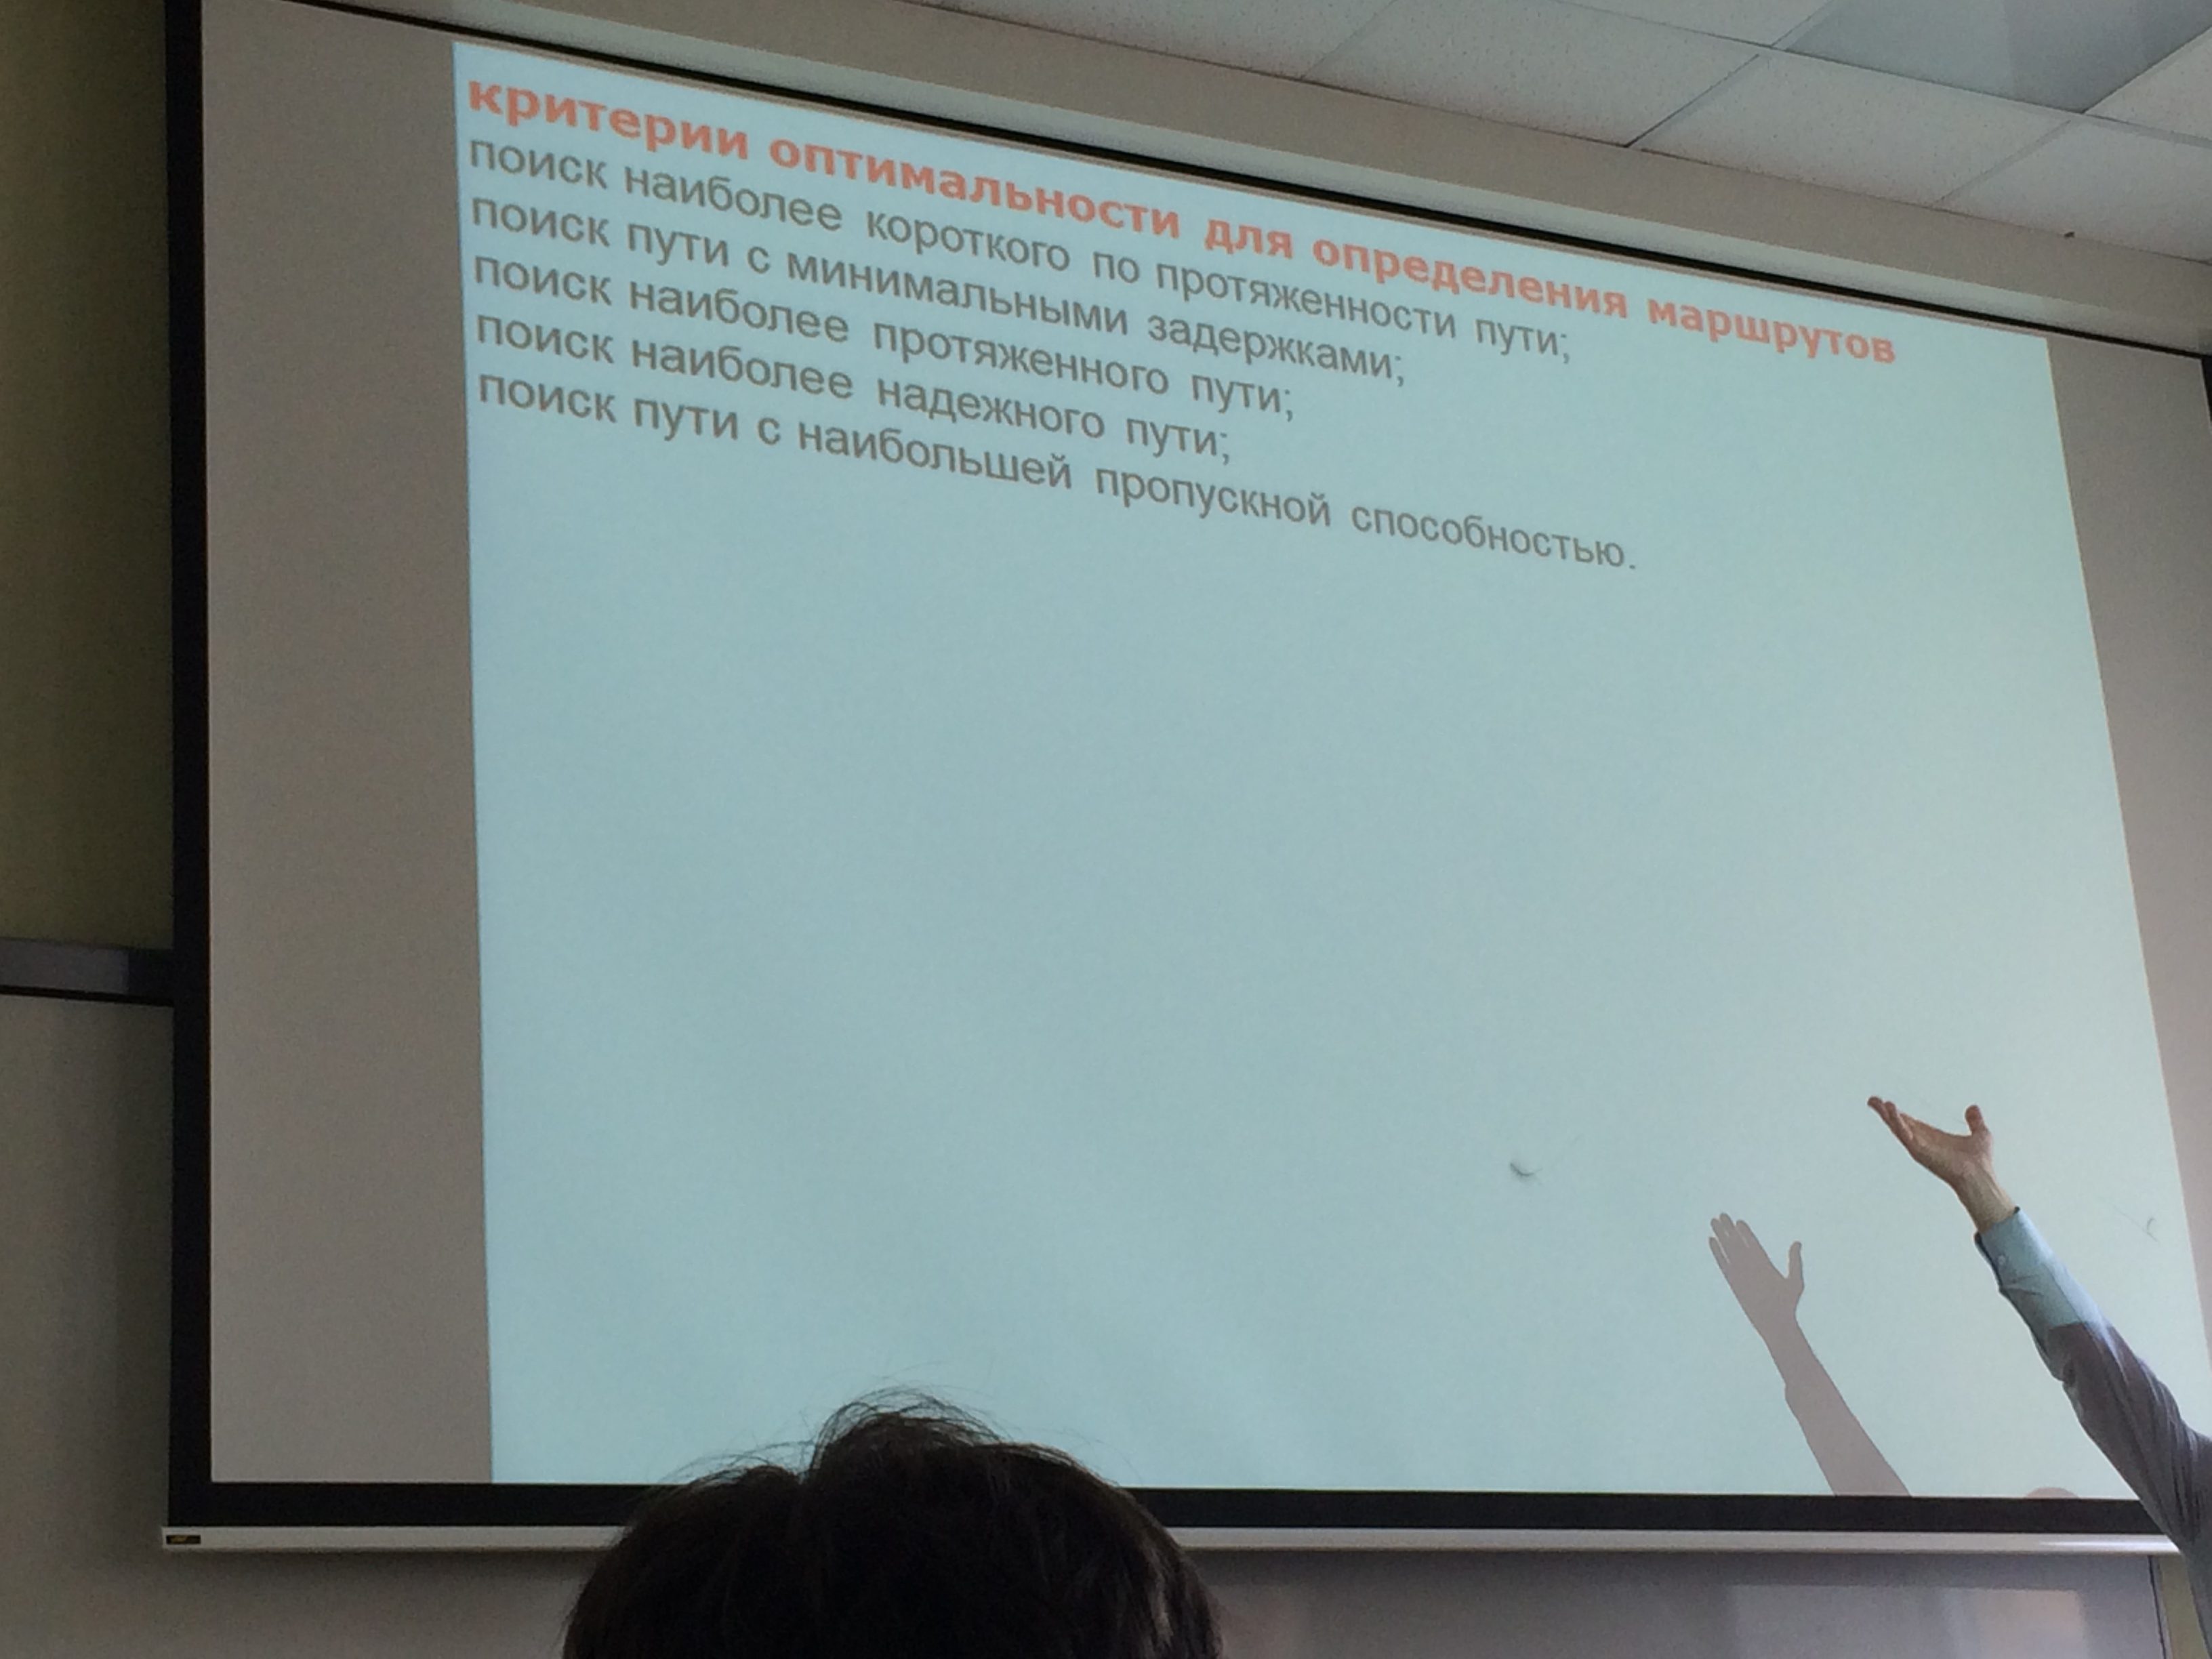 критерии оптимальности для определения маршрутов
поиск наиболее короткого по протяженности пути;
поиск пути с минимальными задержками;
поиск наиболее протяженного пути;
поиск наиболее надежного пути;
поиск пути с наибольшей пропускной способностью.